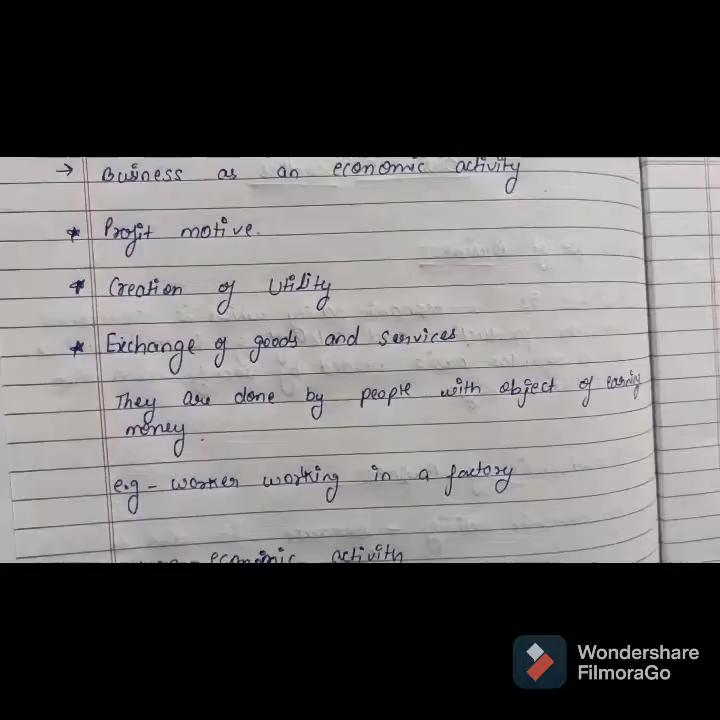 → Business as an economic activity
* Profit motive.
* Creation of Utility
* Exchange of goods and services
They are done by people with object of earning
money.
e.g - worker working in a factory
economic activity
Wondershare
FilmoraGo